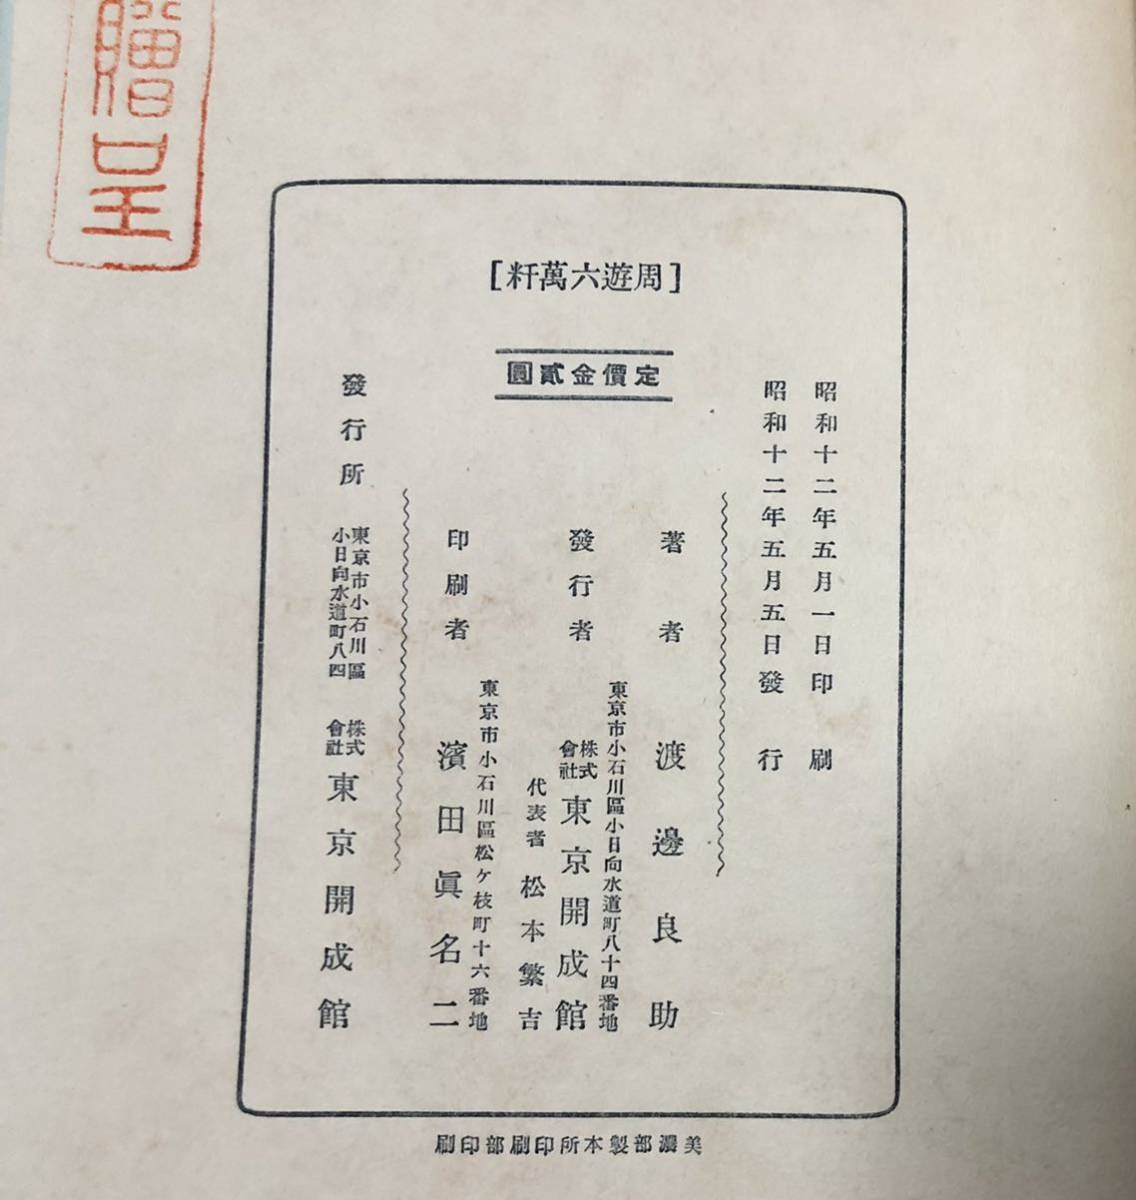 贈呈
[周遊六萬粁]
定價金貳圓
昭和十二年五月一日印刷
昭和十二年五月五日發行
著者 渡邊良助
東京市小石川區小日向水道町八十四番地
發行者 株式會社 東京開成館
代表者 松本繁吉
東京市小石川區松ケ枝町十六番地
印刷者 濱田眞名二
發行所 東京市小石川區小日向水道町八四 株式會社 東京開成館
美濃部製本所印刷部印刷